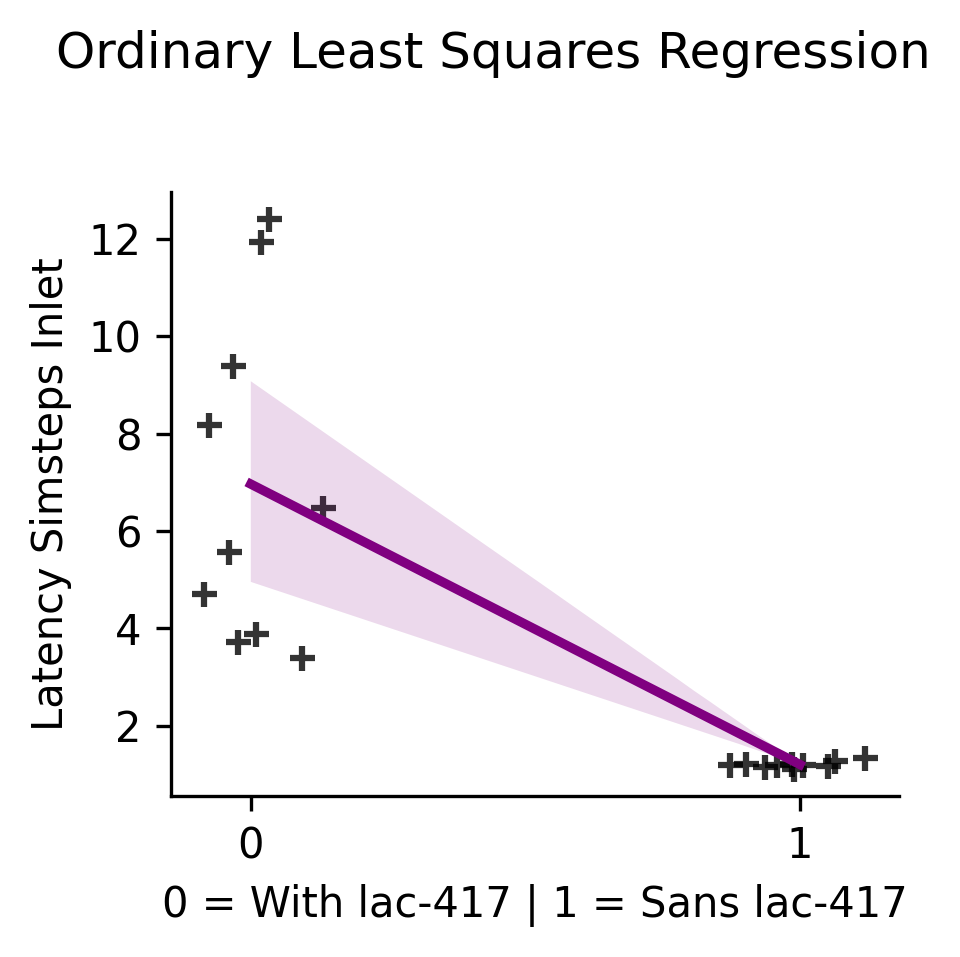 Ordinary Least Squares Regression
Latency Simsteps Inlet
12
10
8
6
4
2
0
1
0 = With lac-417 | 1 = Sans lac-417